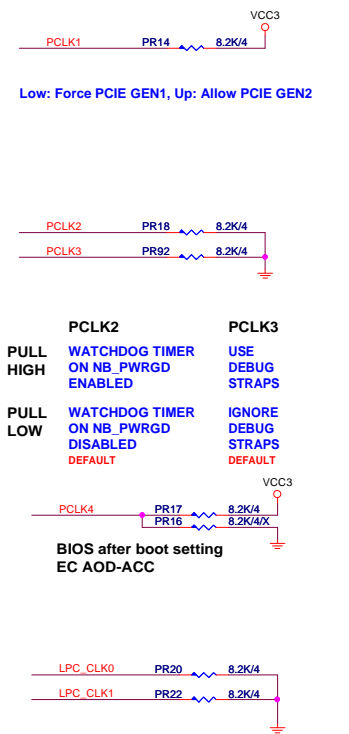 VCC3
PCLK1 PR14 8.2K/4
Low: Force PCIE GEN1, Up: Allow PCIE GEN2
PCLK2 PR18 8.2K/4
PCLK3 PR92 8.2K/4
PCLK2 PCLK3
PULL WATCHDOG TIMER USE
HIGH ON NB_PWRGD DEBUG
ENABLED STRAPS
PULL WATCHDOG TIMER IGNORE
LOW ON NB_PWRGD DEBUG
DISABLED STRAPS
DEFAULT DEFAULT
VCC3
PCLK4 PR17 8.2K/4
PR16 8.2K/4/X
BIOS after boot setting
EC AOD-ACC
LPC_CLK0 PR20 8.2K/4
LPC_CLK1 PR22 8.2K/4